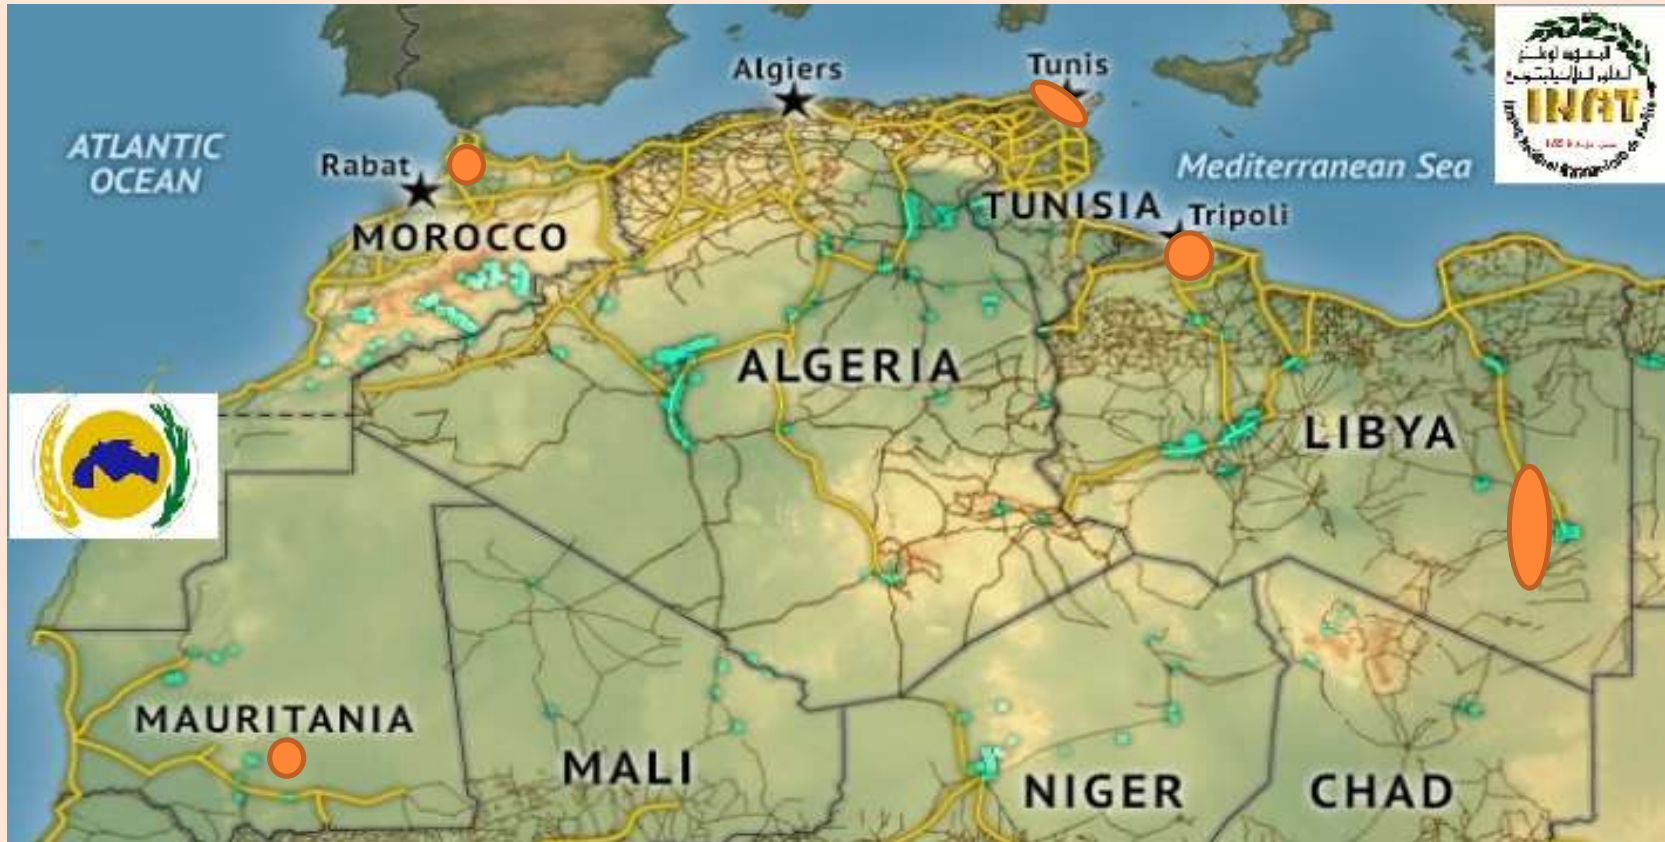 Algiers
Tunis
ATLANTIC
OCEAN
Rabat
Mediterranean Sea
INAT
TUNISIA
Tripoli
MOROCCO
ALGERIA
LIBYA
MAURITANIA
MALI
NIGER
CHAD